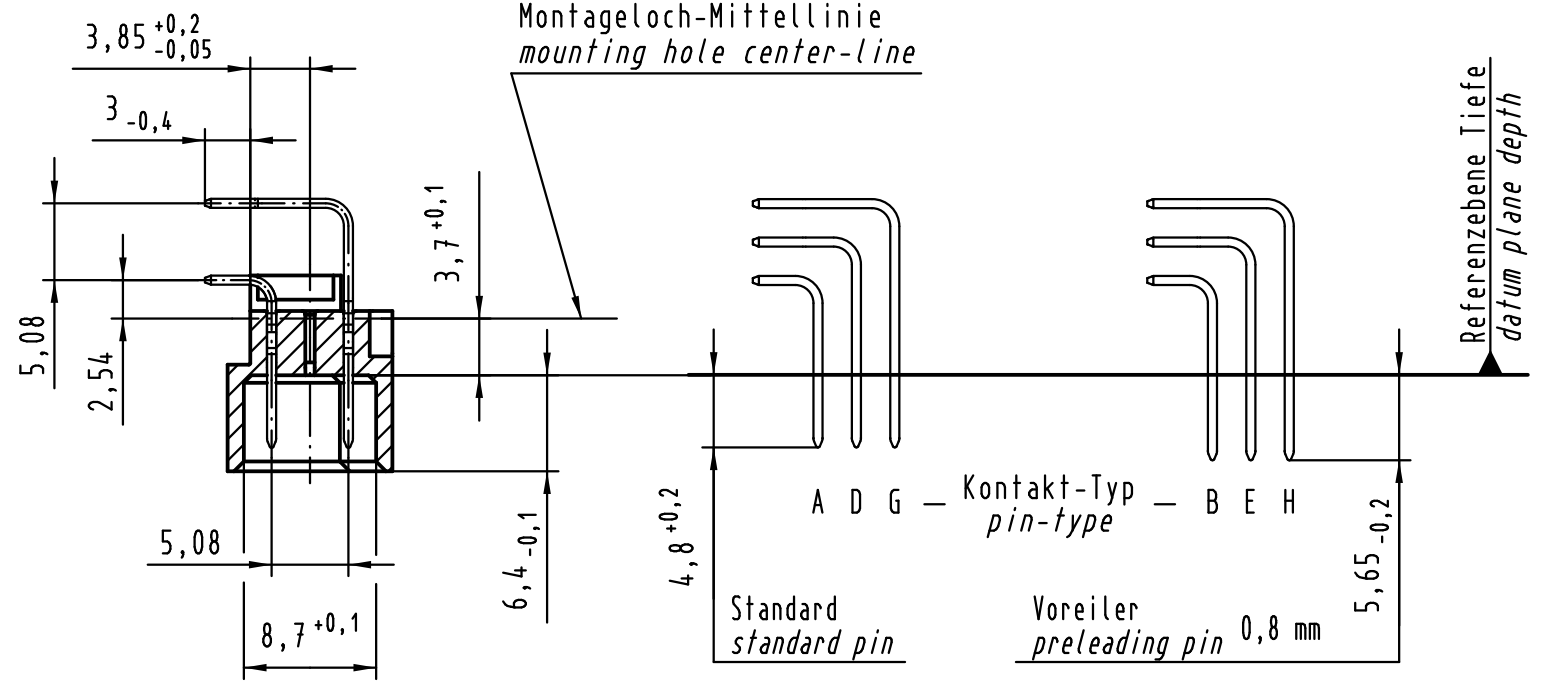 Montageloch-Mittellinie
mounting hole center-line
3,85 +0,2 -0,05
3 -0,4
3,7 +0,1
5,08
2,54
Referenzebene Tiefe
datum plane depth
A D G — Kontakt-Typ — B E H
pin-type
5,08
6,4 -0,1
4,8 +0,2
5,65 -0,2
8,7 +0,1
Standard
standard pin
Voreiler
preleading pin 0,8 mm